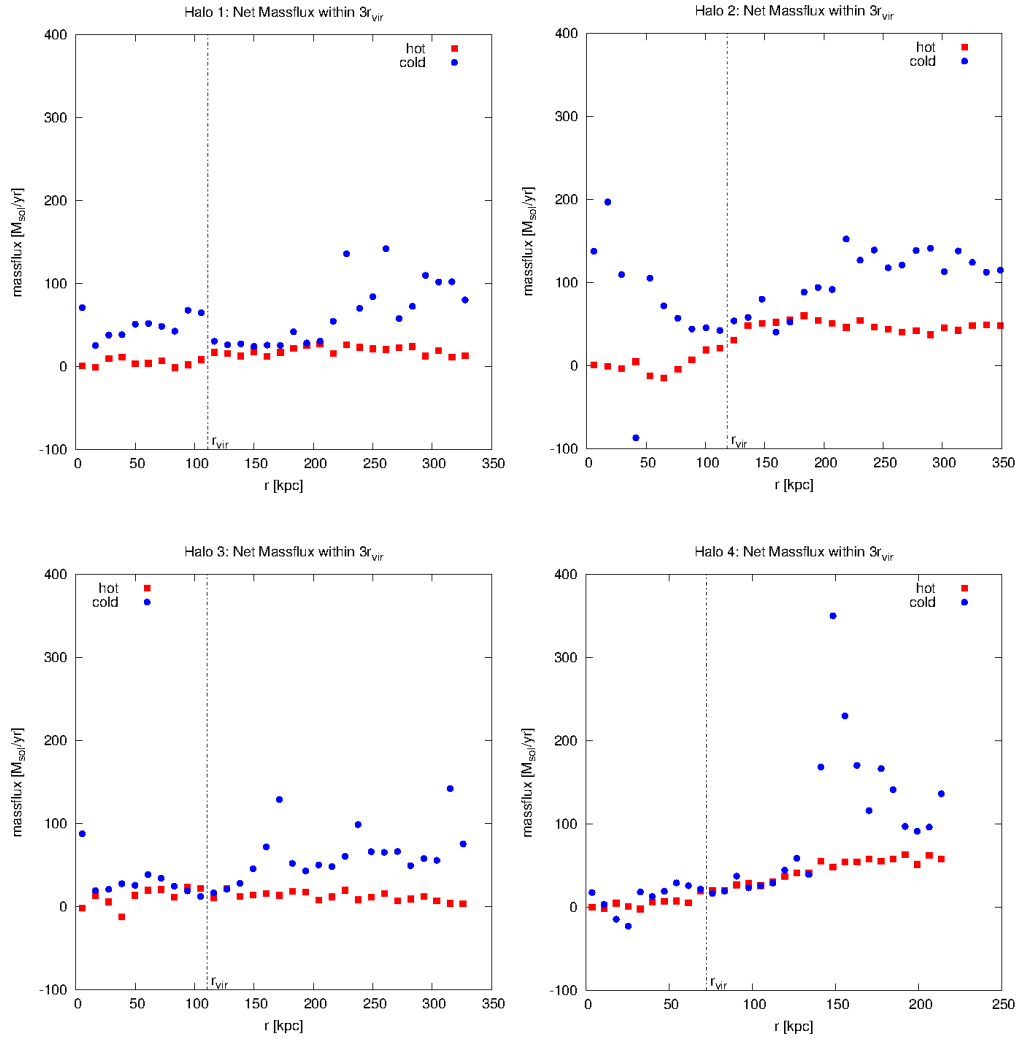 Halo 1: Net Massflux within 3r_vir
400
300
200
100
0
-100
massflux [M_sol/yr]
hot
cold
r_vir
0 50 100 150 200 250 300 350
r [kpc]
Halo 2: Net Massflux within 3r_vir
400
300
200
100
0
-100
massflux [M_sol/yr]
hot
cold
r_vir
0 50 100 150 200 250 300 350
r [kpc]
Halo 3: Net Massflux within 3r_vir
400
300
200
100
0
-100
massflux [M_sol/yr]
hot
cold
r_vir
0 50 100 150 200 250 300 350
r [kpc]
Halo 4: Net Massflux within 3r_vir
400
300
200
100
0
-100
massflux [M_sol/yr]
hot
cold
r_vir
0 50 100 150 200 250
r [kpc]